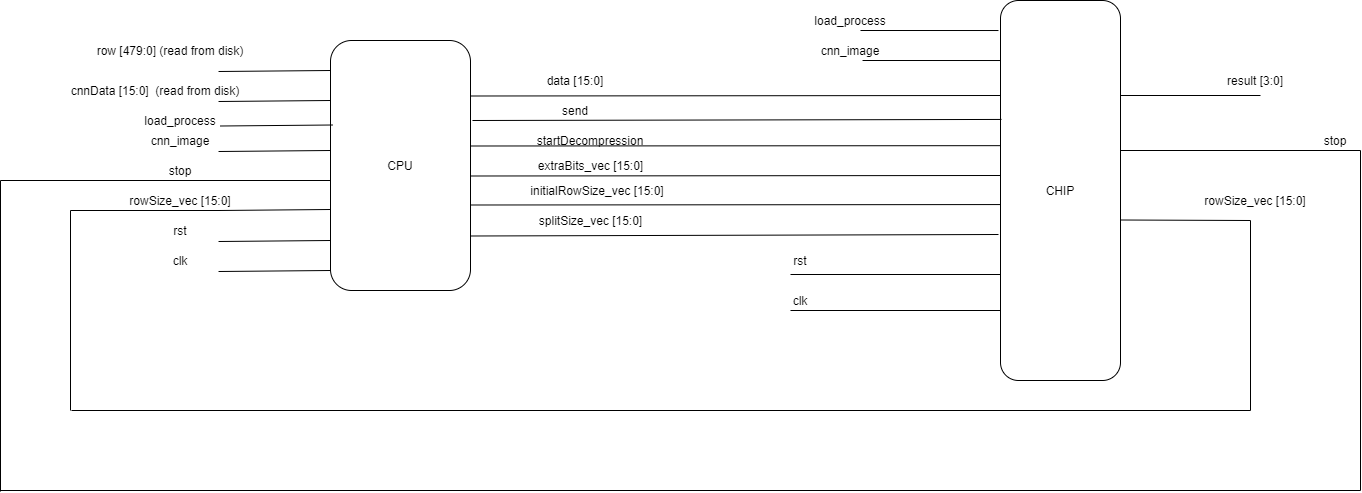 load_process
cnn_image
row [479:0] (read from disk)
cnnData [15:0]  (read from disk)
load_process
cnn_image
stop
rowSize_vec [15:0]
rst
clk
CPU
data [15:0]
send
startDecompression
extraBits_vec [15:0]
initialRowSize_vec [15:0]
splitSize_vec [15:0]
rst
clk
CHIP
result [3:0]
stop
rowSize_vec [15:0]